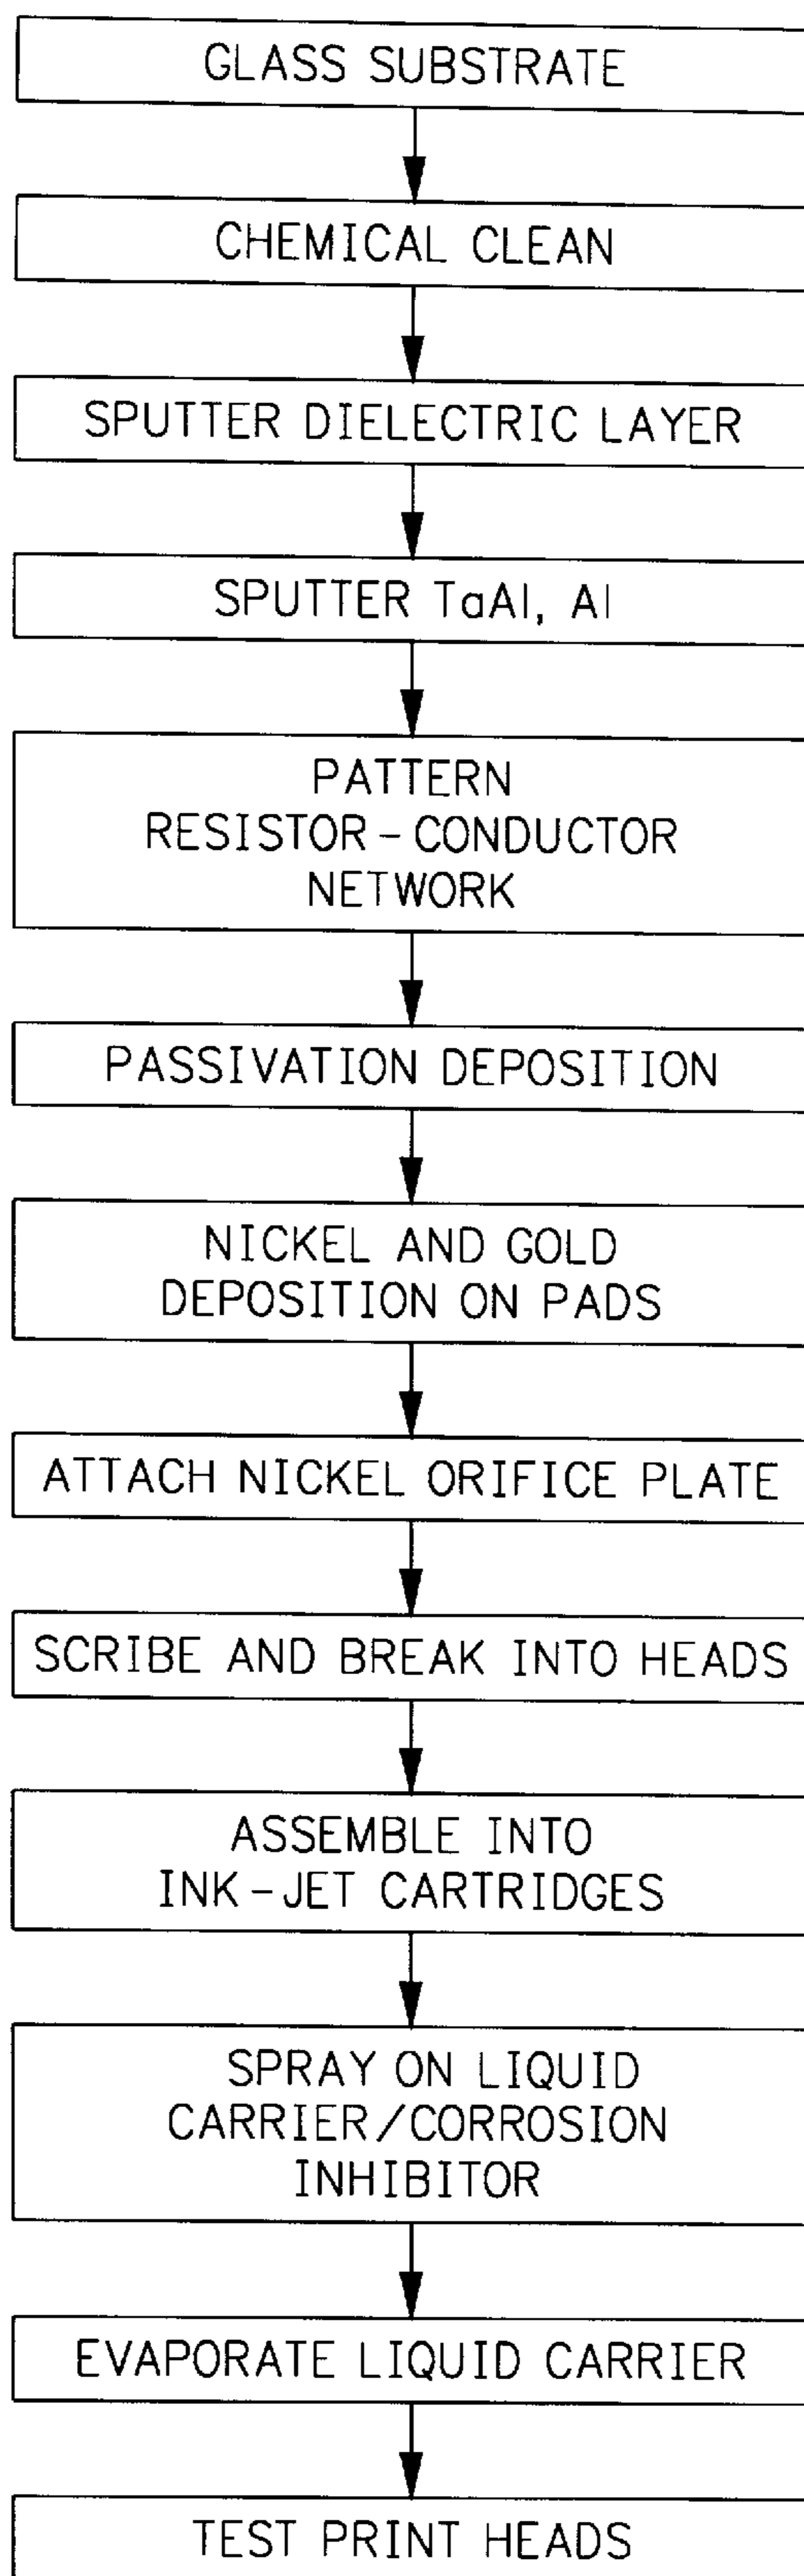 GLASS SUBSTRATE
CHEMICAL CLEAN
SPUTTER DIELECTRIC LAYER
SPUTTER TaAl, Al
PATTERN
RESISTOR-CONDUCTOR
NETWORK
PASSIVATION DEPOSITION
NICKEL AND GOLD
DEPOSITION ON PADS
ATTACH NICKEL ORIFICE PLATE
SCRIBE AND BREAK INTO HEADS
ASSEMBLE INTO
INK-JET CARTRIDGES
SPRAY ON LIQUID
CARRIER/CORROSION
INHIBITOR
EVAPORATE LIQUID CARRIER
TEST PRINT HEADS